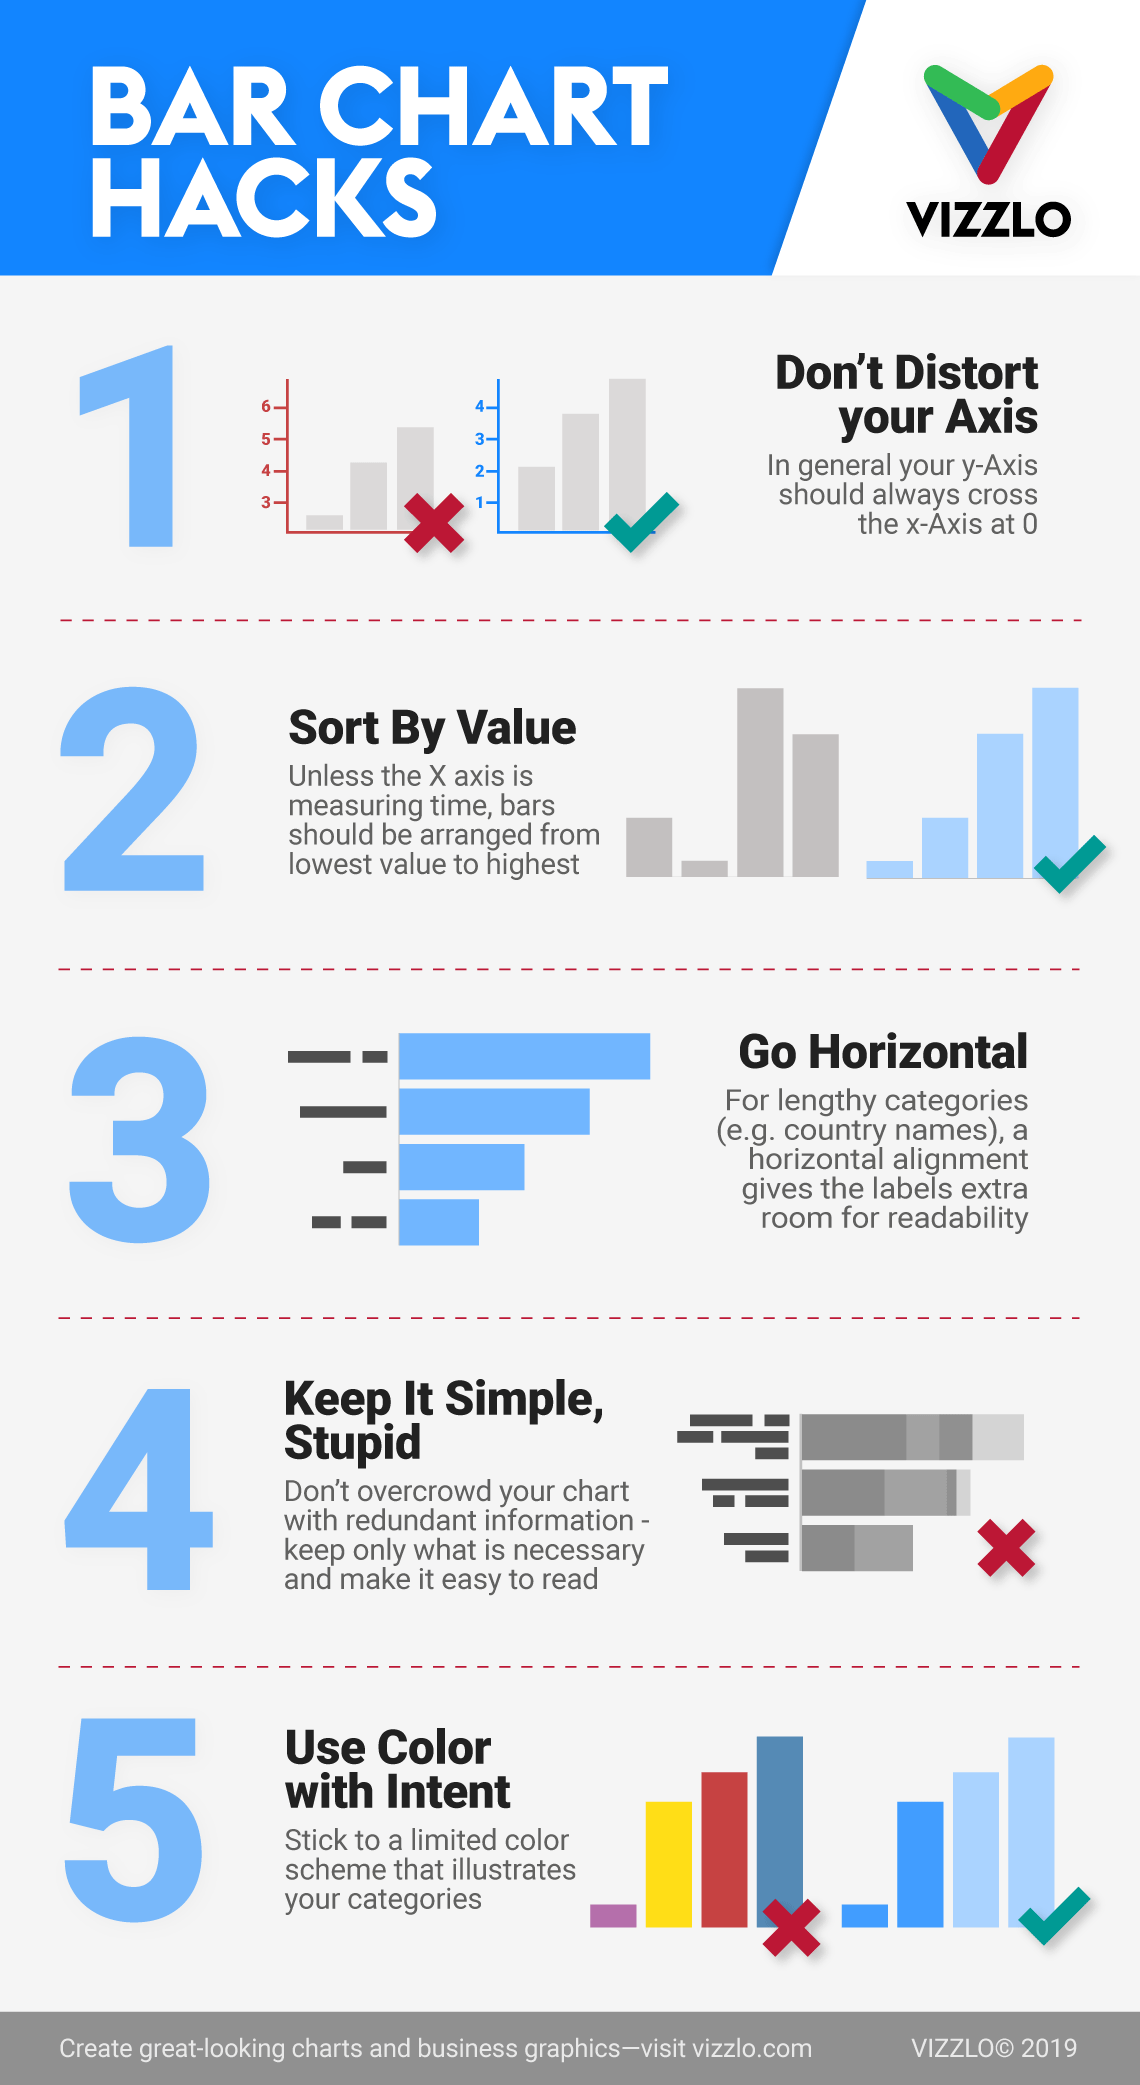 BAR CHART
HACKS
VIZZLO
1
6
5
4
3
4
3
2
1
Don't Distort
your Axis
In general your y-Axis
should always cross
the x-Axis at 0
2
Sort By Value
Unless the X axis is
measuring time, bars
should be arranged from
lowest value to highest
3
Go Horizontal
For lengthy categories
(e.g. country names), a
horizontal alignment
gives the labels extra
room for readability
4
Keep It Simple,
Stupid
Don't overcrowd your chart
with redundant information -
keep only what is necessary
and make it easy to read
5
Use Color
with Intent
Stick to a limited color
scheme that illustrates
your categories
Create great-looking charts and business graphics—visit vizzlo.com
VIZZLO© 2019